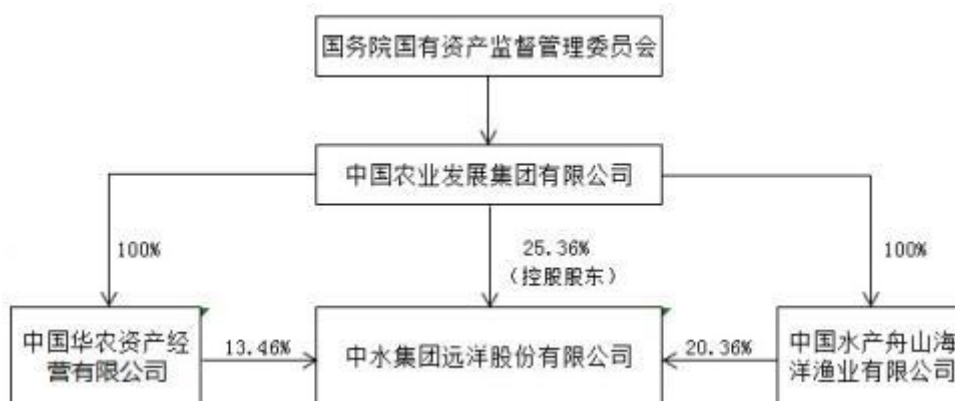 国务院国有资产监督管理委员会
中国农业发展集团有限公司
100%
25.36%
（控股股东）
100%
中国华农资产经
营有限公司
13.46%
中水集团远洋股份有限公司
20.36%
中国水产舟山海
洋渔业有限公司